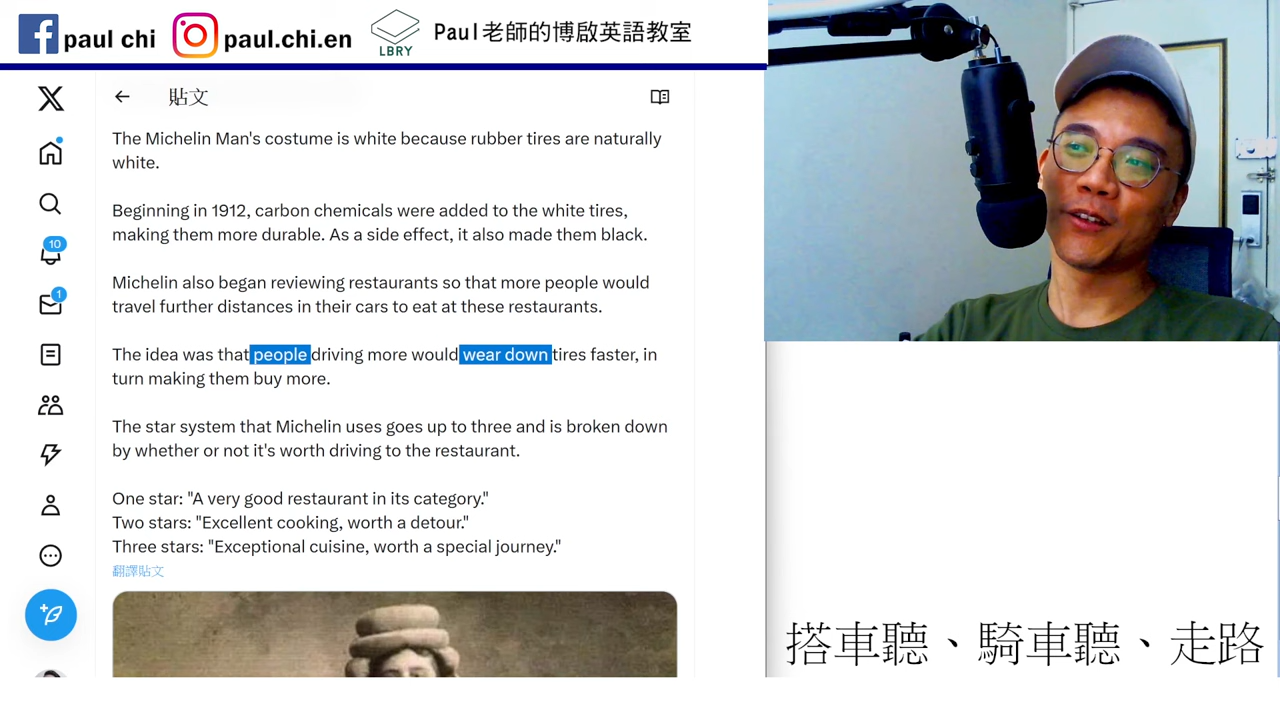 paul chi
paul.chi.en
LBRY
Paul老師的博啟英語教室
貼文
The Michelin Man's costume is white because rubber tires are naturally
white.
Beginning in 1912, carbon chemicals were added to the white tires,
making them more durable. As a side effect, it also made them black.
Michelin also began reviewing restaurants so that more people would
travel further distances in their cars to eat at these restaurants.
The idea was that people driving more would wear down tires faster, in
turn making them buy more.
The star system that Michelin uses goes up to three and is broken down
by whether or not it's worth driving to the restaurant.
One star: "A very good restaurant in its category."
Two stars: "Excellent cooking, worth a detour."
Three stars: "Exceptional cuisine, worth a special journey."
翻譯貼文
10
1
搭車聽、騎車聽、走路